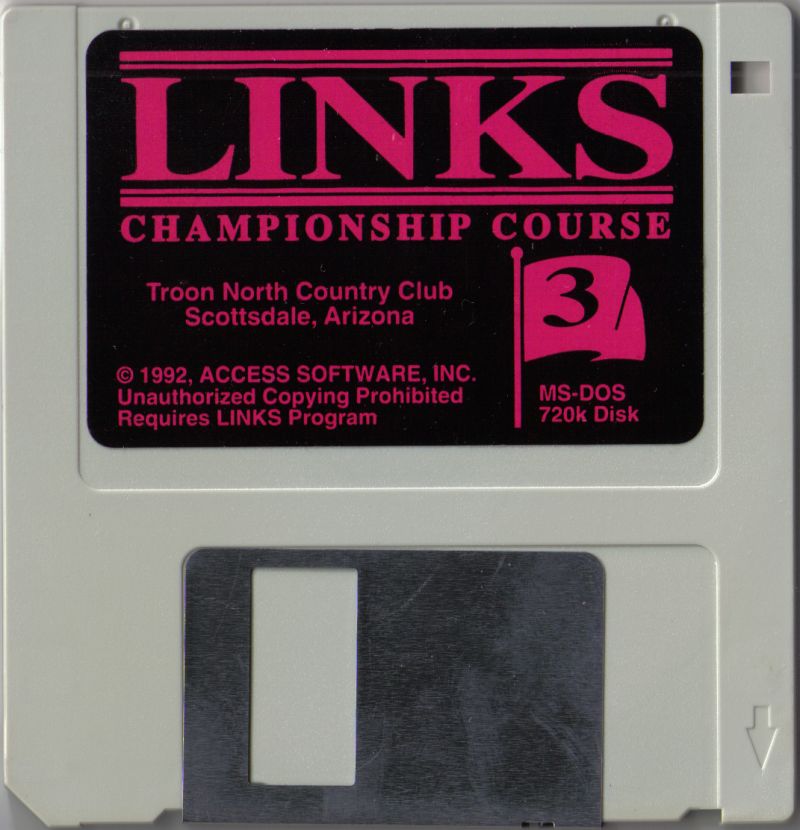 LINKS
CHAMPIONSHIP COURSE
Troon North Country Club
Scottsdale, Arizona
3
© 1992, ACCESS SOFTWARE, INC.
Unauthorized Copying Prohibited
Requires LINKS Program
MS-DOS
720k Disk